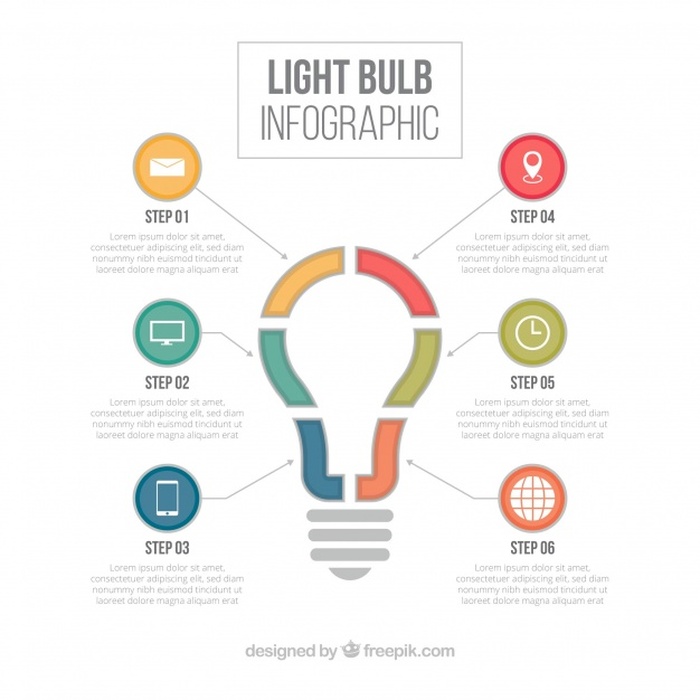 LIGHT BULB
INFOGRAPHIC
STEP 01
Lorem ipsum dolor sit amet,
consectetuer adipiscing elit, sed diam
nonummy nibh euismod tincidunt ut
laoreet dolore magna aliquam erat
STEP 02
Lorem ipsum dolor sit amet,
consectetuer adipiscing elit, sed diam
nonummy nibh euismod tincidunt ut
laoreet dolore magna aliquam erat
STEP 03
Lorem ipsum dolor sit amet,
consectetuer adipiscing elit, sed diam
nonummy nibh euismod tincidunt ut
laoreet dolore magna aliquam erat
STEP 04
Lorem ipsum dolor sit amet,
consectetuer adipiscing elit, sed diam
nonummy nibh euismod tincidunt ut
laoreet dolore magna aliquam erat
STEP 05
Lorem ipsum dolor sit amet,
consectetuer adipiscing elit, sed diam
nonummy nibh euismod tincidunt ut
laoreet dolore magna aliquam erat
STEP 06
Lorem ipsum dolor sit amet,
consectetuer adipiscing elit, sed diam
nonummy nibh euismod tincidunt ut
laoreet dolore magna aliquam erat
designed by freepik.com